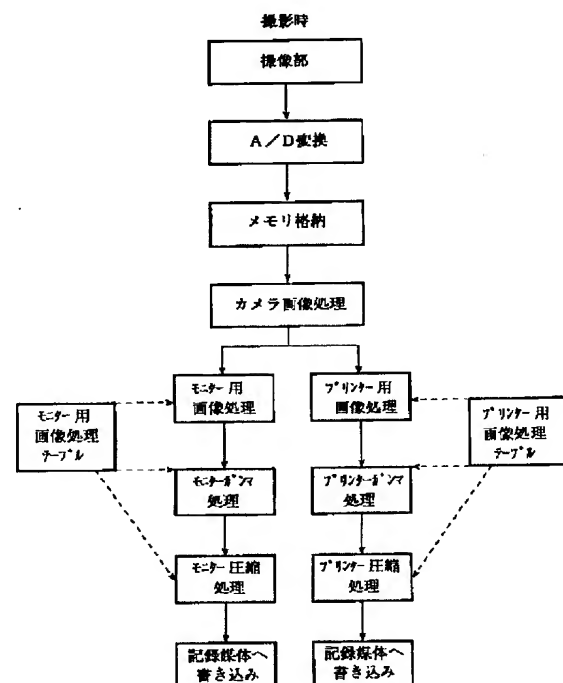 撮影時
撮像部
A/D変換
メモリ格納
カメラ画像処理
モニター用
画像処理
プリンター用
画像処理
モニター用
画像処理
テーブル
プリンター用
画像処理
テーブル
モニターガンマ
処理
プリンターガンマ
処理
モニター圧縮
処理
プリンター圧縮
処理
記録媒体へ
書き込み
記録媒体へ
書き込み